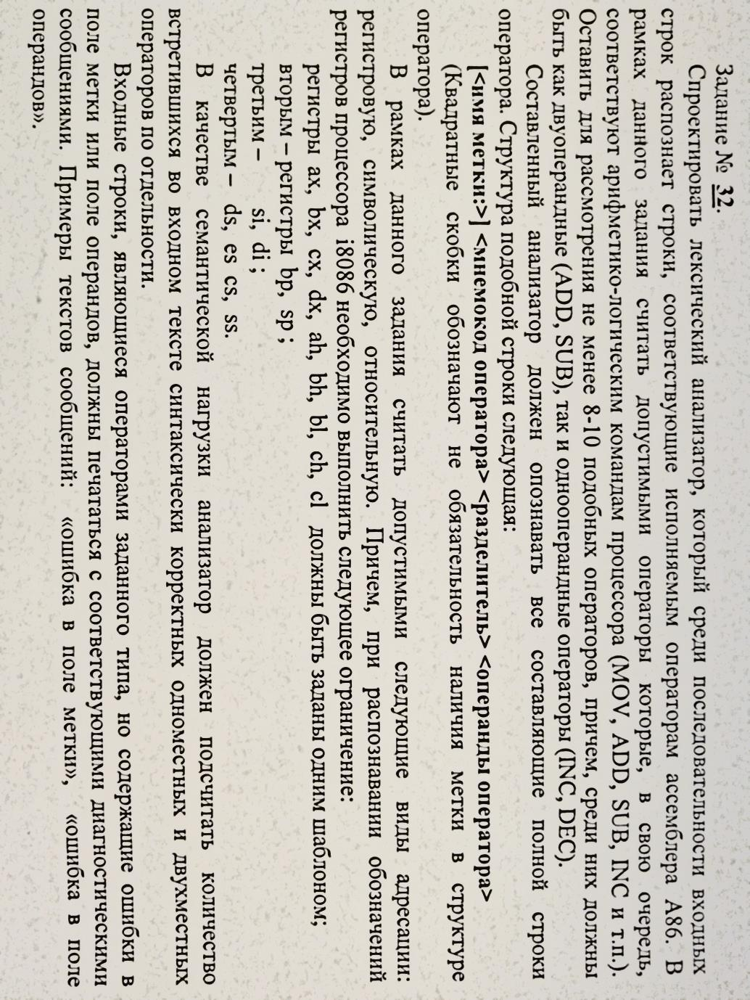 Задание № 32.
Спроектировать лексический анализатор, который среди последовательности входных
строк распознает строки, соответствующие исполняемым операторам ассемблера А86. В
рамках данного задания считать допустимыми операторы которые, в свою очередь,
соответствуют арифметико-логическим командам процессора (MOV, ADD, SUB, INC и т.п.).
Оставить для рассмотрения не менее 8-10 подобных операторов, причем, среди них должны
быть как двуоперандные (ADD, SUB), так и однооперандные операторы (INC, DEC).
Составленный анализатор должен опознавать все составляющие полной строки
оператора. Структура подобной строки следующая:
[<имя метки:>] <мнемокод оператора> <разделитель> <операнды оператора>
(Квадратные скобки обозначают не обязательность наличия метки в структуре
оператора).
В рамках данного задания считать допустимыми следующие виды адресации:
регистровую, символическую, относительную. Причем, при распознавании обозначений
регистров процессора i8086 необходимо выполнить следующее ограничение:
регистры ax, bx, cx, dx, ah, bh, bl, ch, cl должны быть заданы одним шаблоном;
вторым – регистры bp, sp ;
третьим – si, di ;
четвертым – ds, es cs, ss.
В качестве семантической нагрузки анализатор должен подсчитать количество
встретившихся во входном тексте синтаксически корректных одноместных и двухместных
операторов по отдельности.
Входные строки, являющиеся операторами заданного типа, но содержащие ошибки в
поле метки или поле операндов, должны печататься с соответствующими диагностическими
сообщениями. Примеры текстов сообщений: «ошибка в поле метки», «ошибка в поле
операндов».